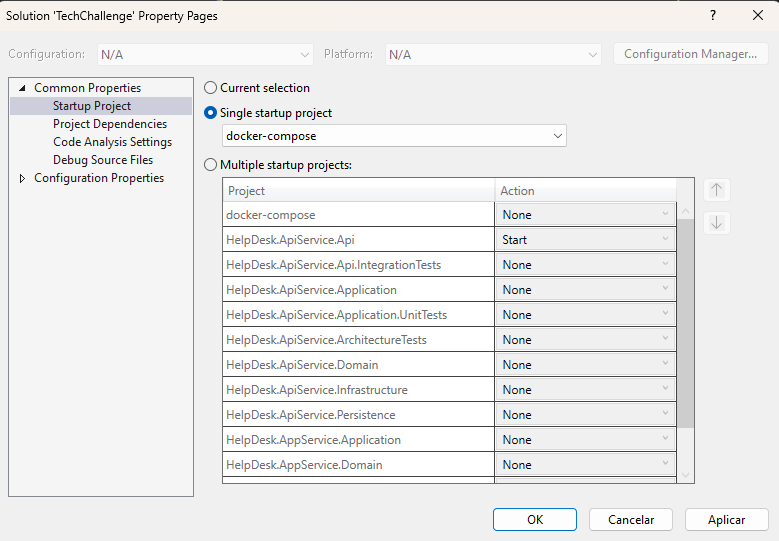 Solution 'TechChallenge' Property Pages
Configuration: N/A Platform: N/A Configuration Manager...
Common Properties
Startup Project
Project Dependencies
Code Analysis Settings
Debug Source Files
Configuration Properties
Current selection
Single startup project
docker-compose
Multiple startup projects:
Project Action
docker-compose None
HelpDesk.ApiService.Api Start
HelpDesk.ApiService.Api.IntegrationTests None
HelpDesk.ApiService.Application None
HelpDesk.ApiService.Application.UnitTests None
HelpDesk.ApiService.ArchitectureTests None
HelpDesk.ApiService.Domain None
HelpDesk.ApiService.Infrastructure None
HelpDesk.ApiService.Persistence None
HelpDesk.AppService.Application None
HelpDesk.AppService.Domain None
OK Cancelar Aplicar